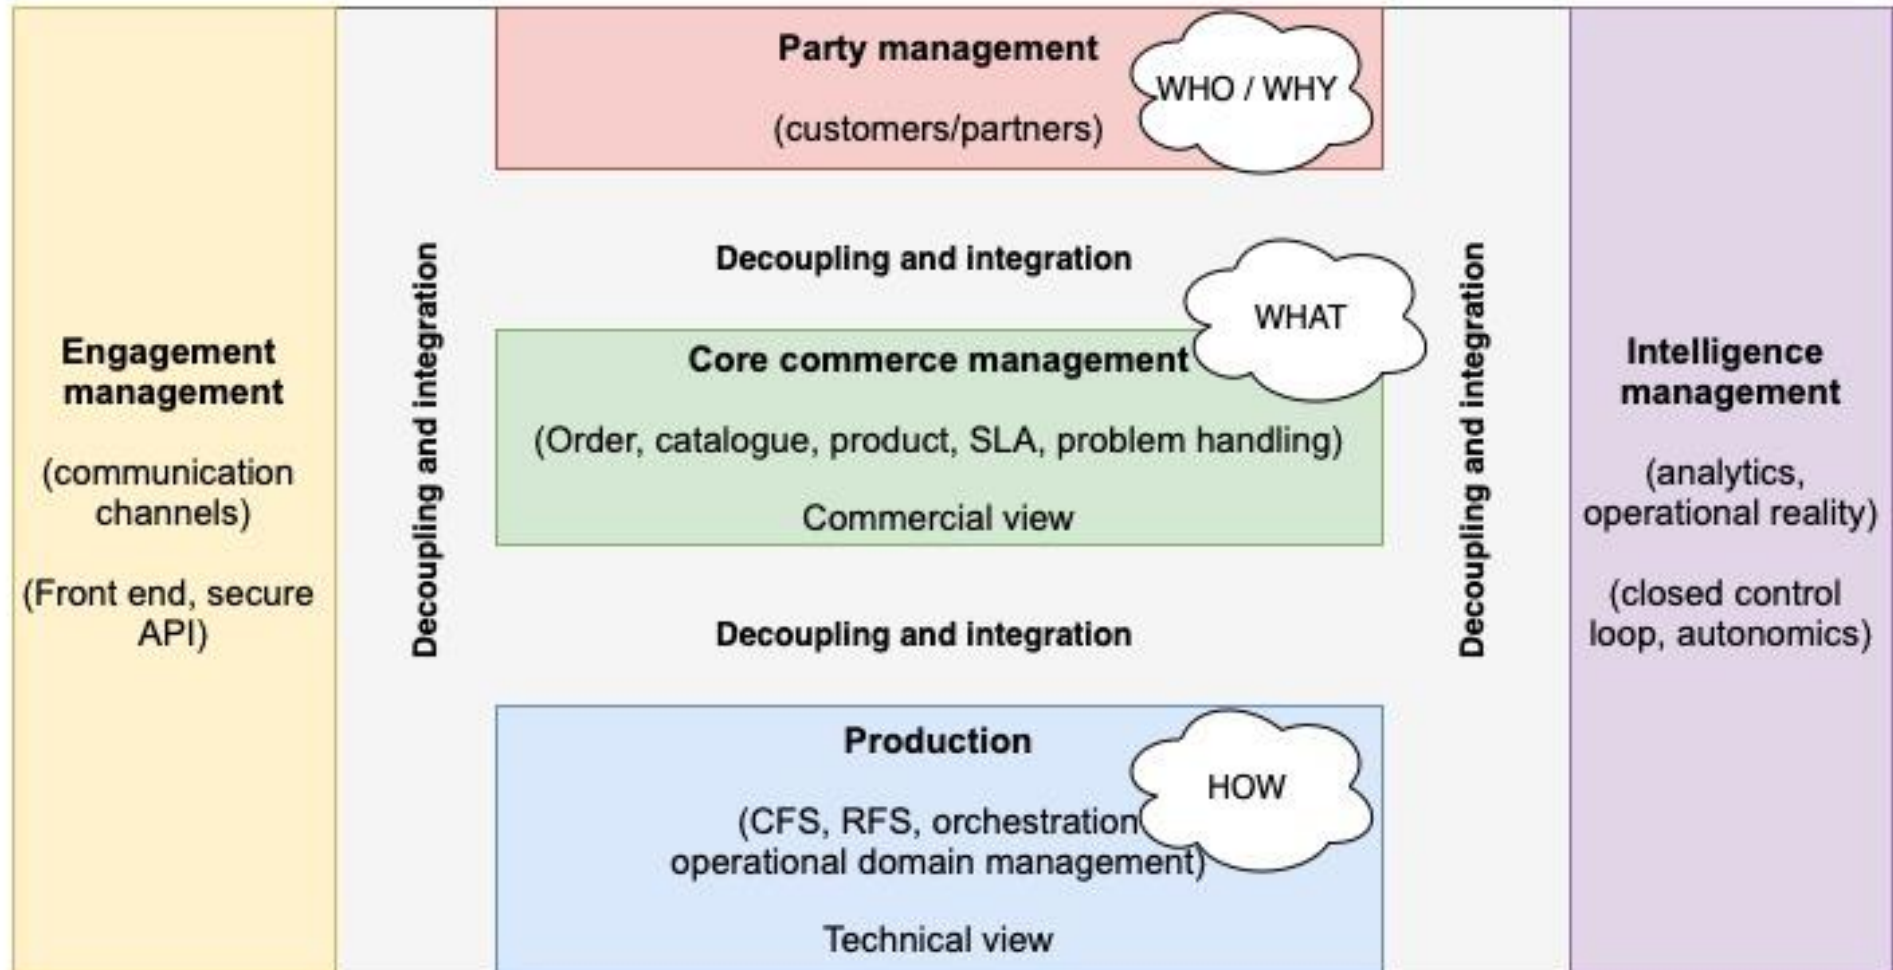 Engagement
management
(communication
channels)
(Front end, secure
API)
Decoupling and integration
Party management
(customers/partners)
WHO / WHY
Decoupling and integration
WHAT
Core commerce management
(Order, catalogue, product, SLA, problem handling)
Commercial view
Decoupling and integration
Production
(CFS, RFS, orchestration
operational domain management)
HOW
Technical view
Decoupling and integration
Intelligence
management
(analytics,
operational reality)
(closed control
loop, autonomics)